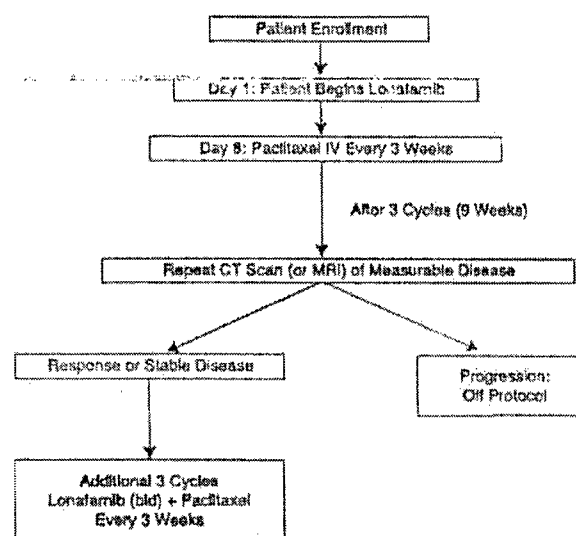 Patient Enrollment
Day 1: Patient Begins Lonafamib
Day 8: Paclitaxel IV Every 3 Weeks
After 3 Cycles (9 Weeks)
Repeat CT Scan (or MRI) of Measurable Disease
Response or Stable Disease
Progression:
Off Protocol
Additional 3 Cycles
Lonafamib (bid) + Paclitaxel
Every 3 Weeks